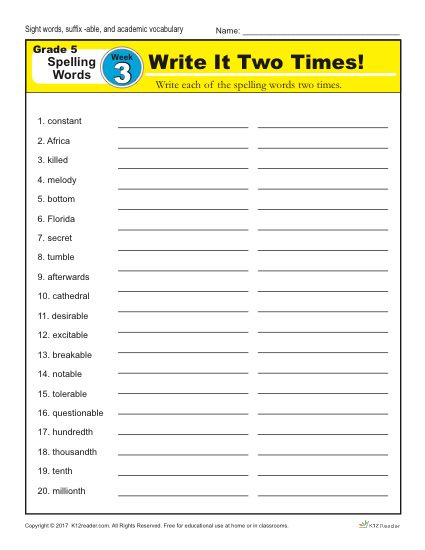 Sight words, suffix -able, and academic vocabulary
Name:
Grade 5
Spelling
Words
Week
3
Write It Two Times!
Write each of the spelling words two times.
1. constant
2. Africa
3. killed
4. melody
5. bottom
6. Florida
7. secret
8. tumble
9. afterwards
10. cathedral
11. desirable
12. excitable
13. breakable
14. notable
15. tolerable
16. questionable
17. hundredth
18. thousandth
19. tenth
20. millionth
Copyright © 2017 K12reader.com. All Rights Reserved. Free for educational use at home or in classrooms.
K12Reader